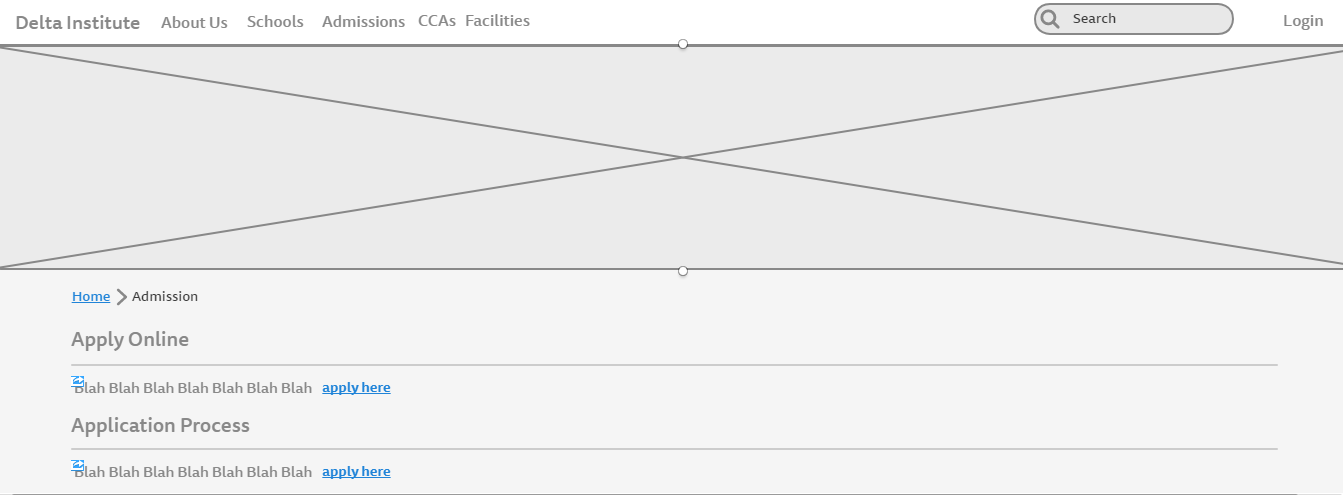 Delta Institute About Us Schools Admissions CCAs Facilities Search Login
Home Admission
Apply Online
Blah Blah Blah Blah Blah Blah Blah apply here
Application Process
Blah Blah Blah Blah Blah Blah Blah apply here